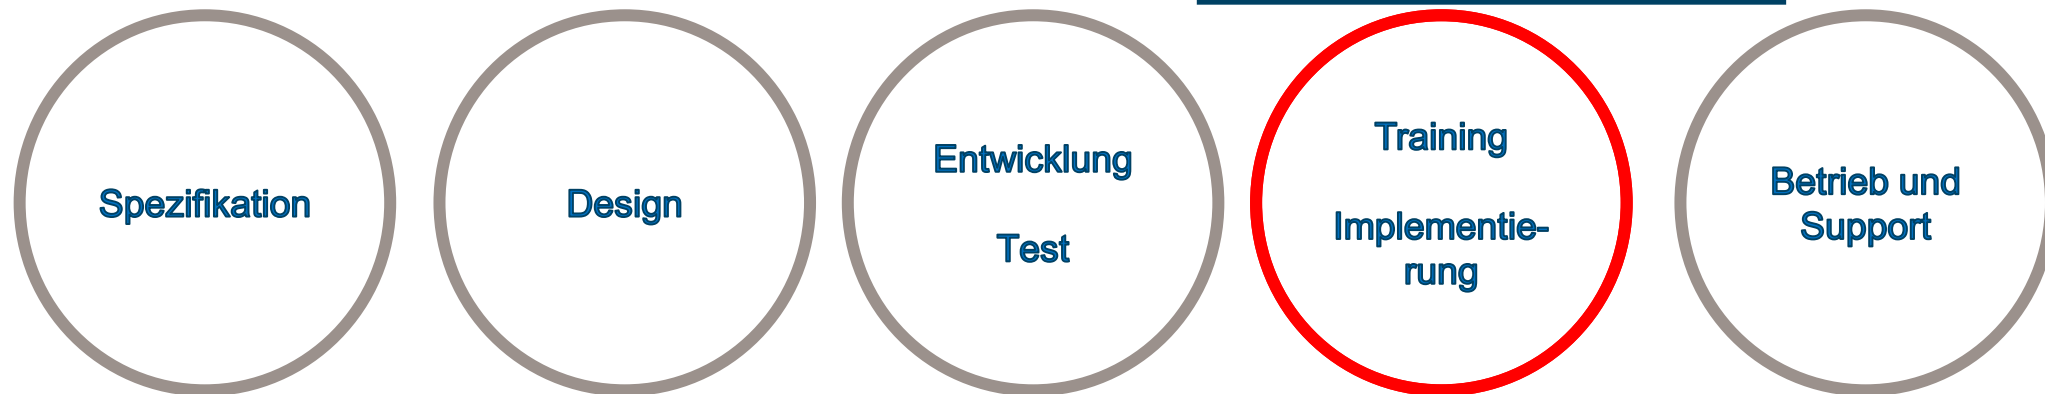 Spezifikation
Design
Entwicklung
Test
Training
Implementie-
rung
Betrieb und
Support